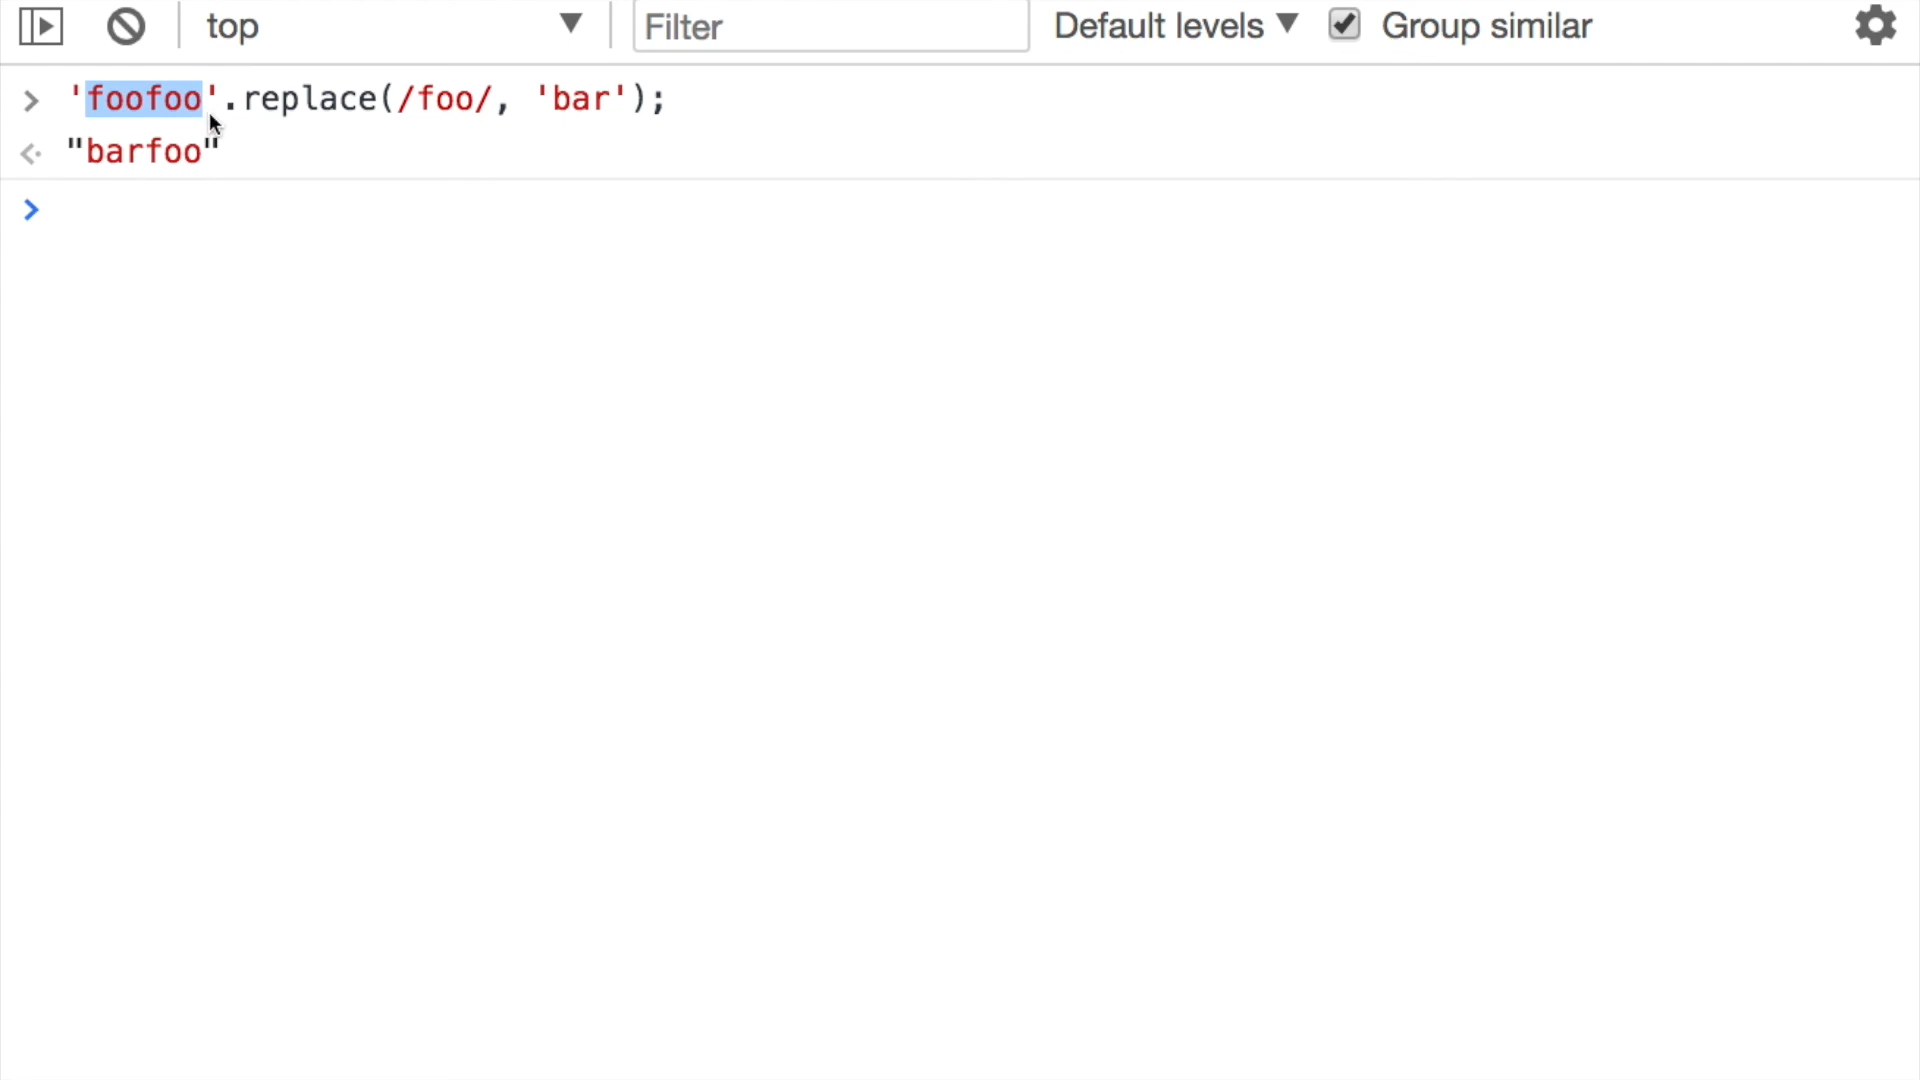 top Filter Default levels Group similar
> 'foofoo'.replace(/foo/, 'bar');
"barfoo"
>